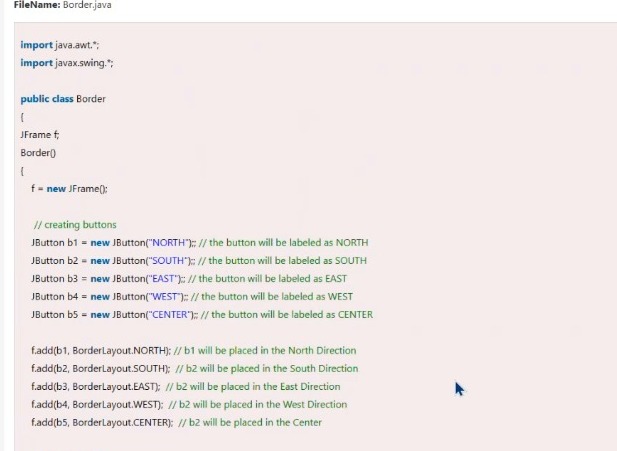 FileName: Border.java
import java.awt.*;
import javax.swing.*;
public class Border
{
JFrame f;
Border()
{
f = new JFrame();
// creating buttons
JButton b1 = new JButton("NORTH");; // the button will be labeled as NORTH
JButton b2 = new JButton("SOUTH");; // the button will be labeled as SOUTH
JButton b3 = new JButton("EAST");; // the button will be labeled as EAST
JButton b4 = new JButton("WEST");; // the button will be labeled as WEST
JButton b5 = new JButton("CENTER");; // the button will be labeled as CENTER
f.add(b1, BorderLayout.NORTH); // b1 will be placed in the North Direction
f.add(b2, BorderLayout.SOUTH); // b2 will be placed in the South Direction
f.add(b3, BorderLayout.EAST); // b2 will be placed in the East Direction
f.add(b4, BorderLayout.WEST); // b2 will be placed in the West Direction
f.add(b5, BorderLayout.CENTER); // b2 will be placed in the Center